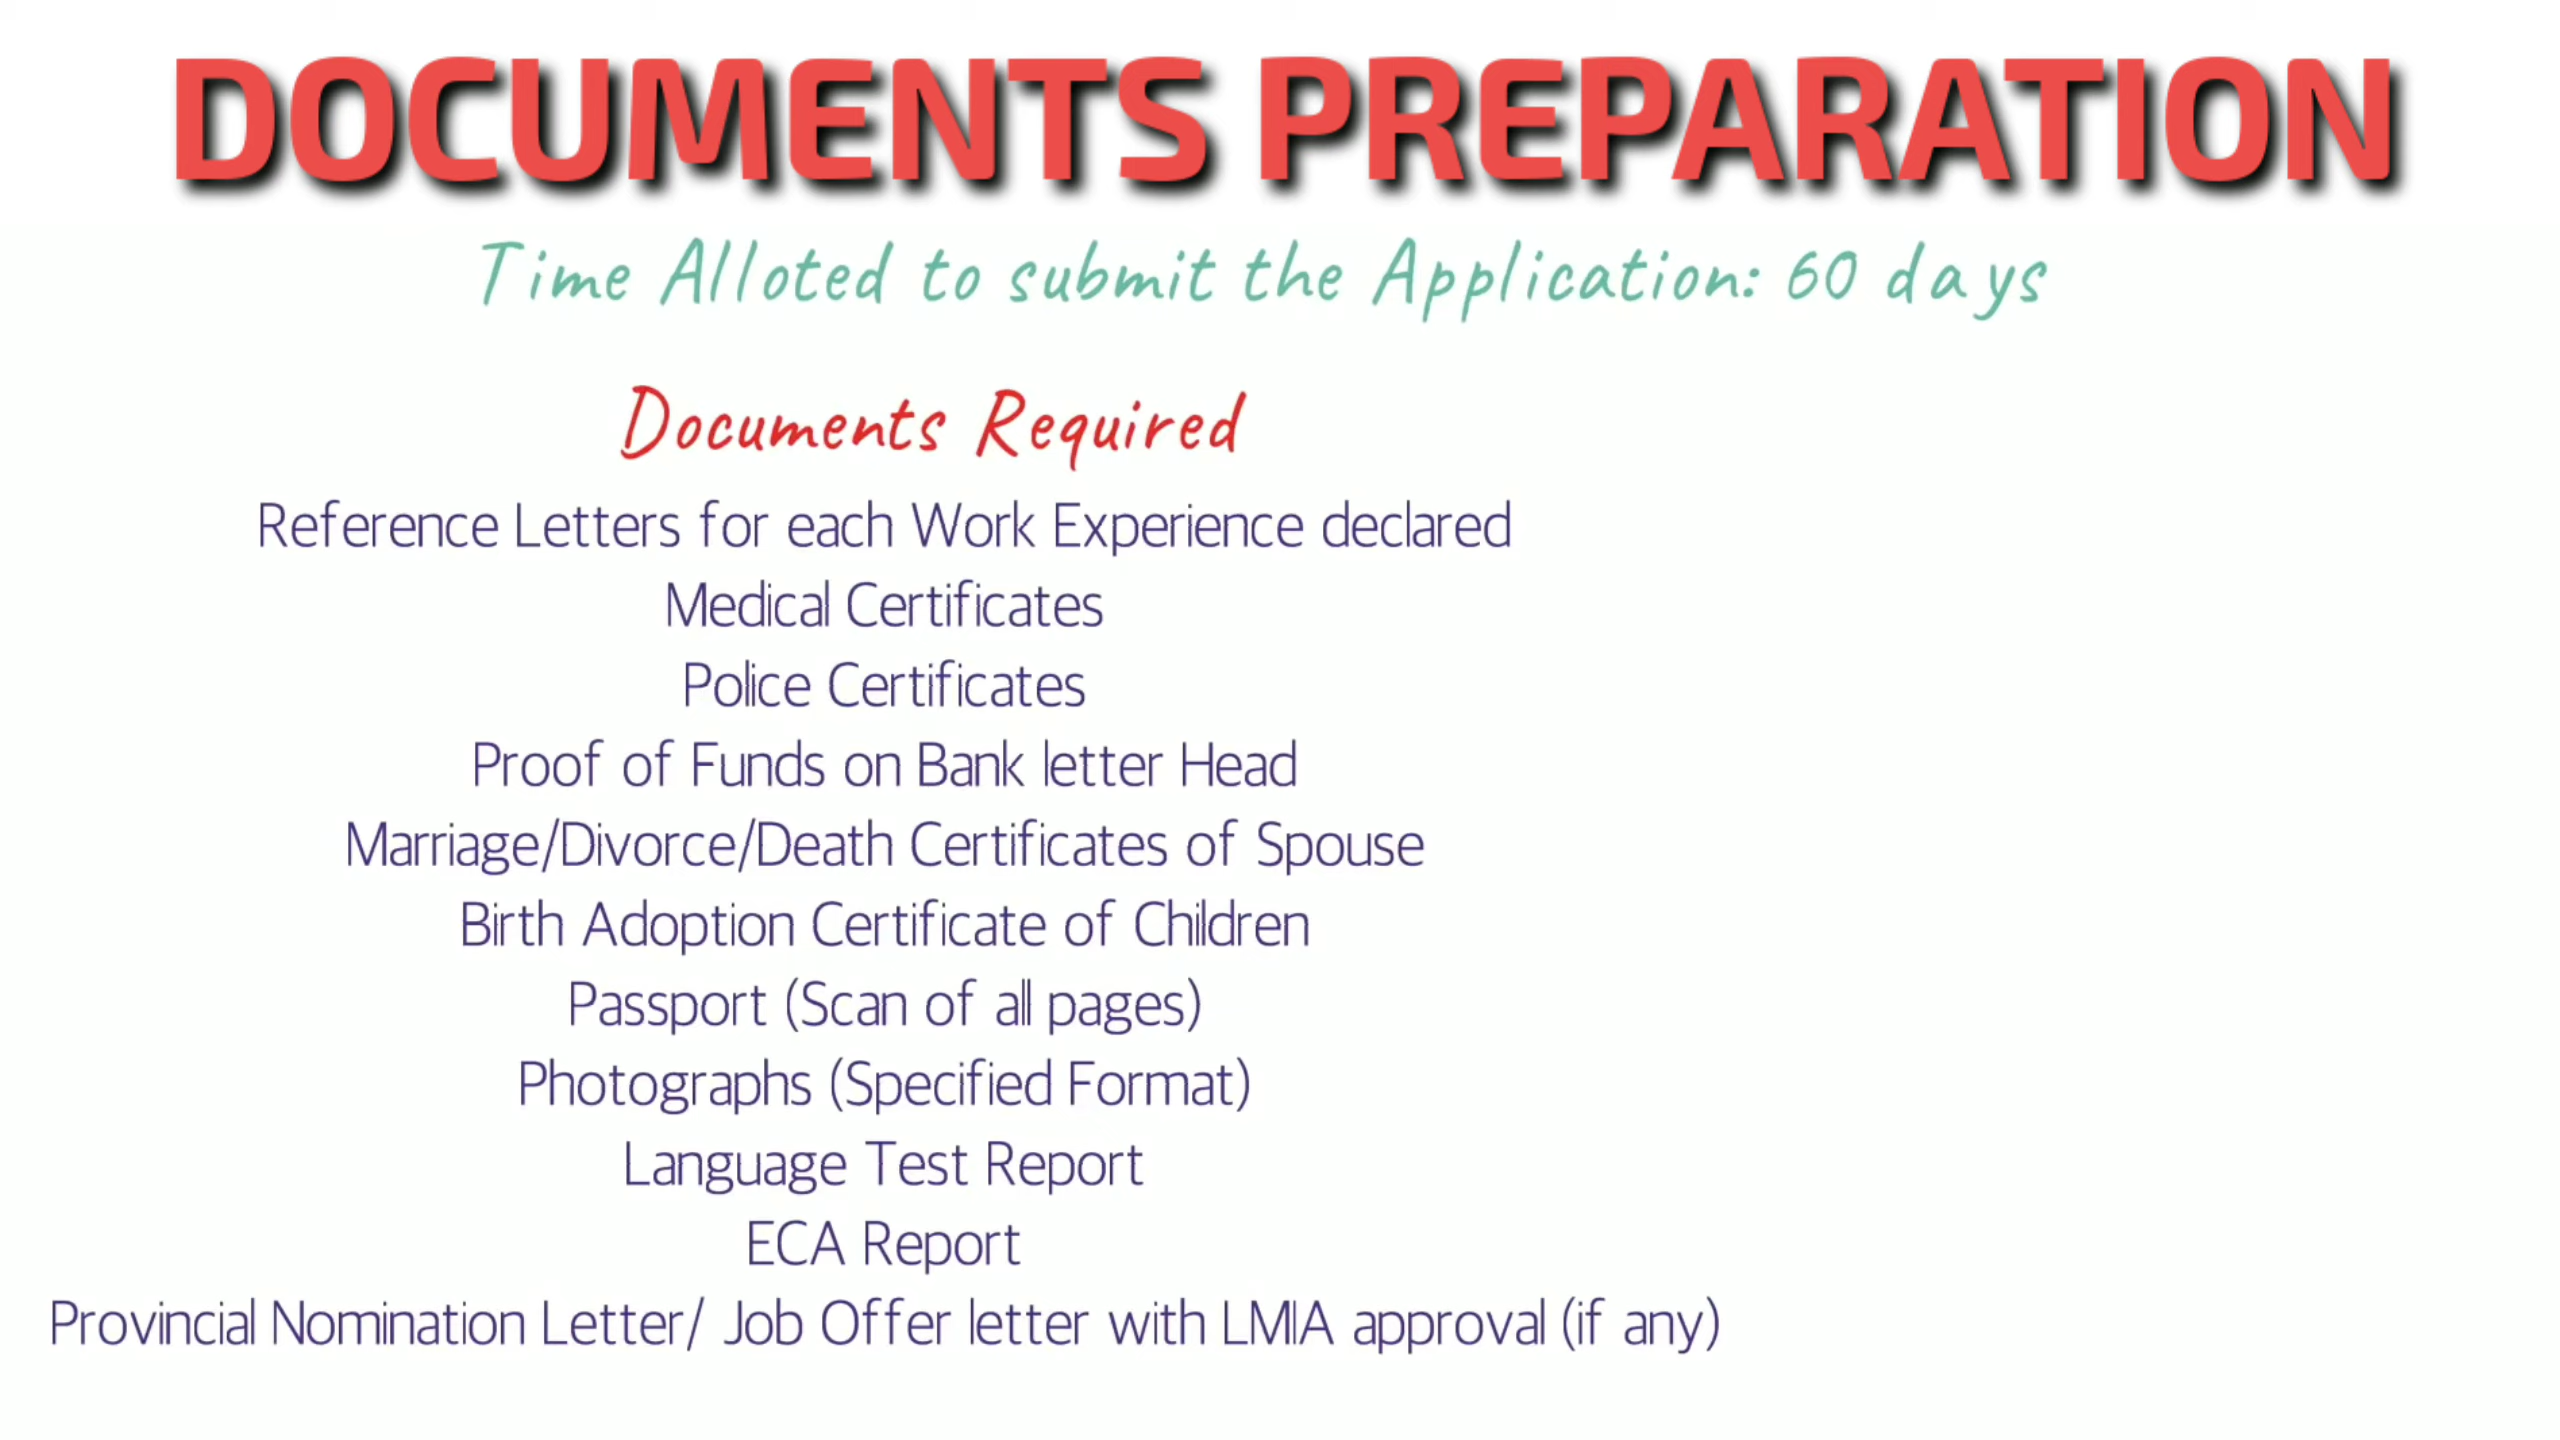 DOCUMENTS PREPARATION
Time Alloted to submit the Application: 60 days
Documents Required
Reference Letters for each Work Experience declared
Medical Certificates
Police Certificates
Proof of Funds on Bank letter Head
Marriage/Divorce/Death Certificates of Spouse
Birth Adoption Certificate of Children
Passport (Scan of all pages)
Photographs (Specified Format)
Language Test Report
ECA Report
Provincial Nomination Letter/ Job Offer letter with LMIA approval (if any)